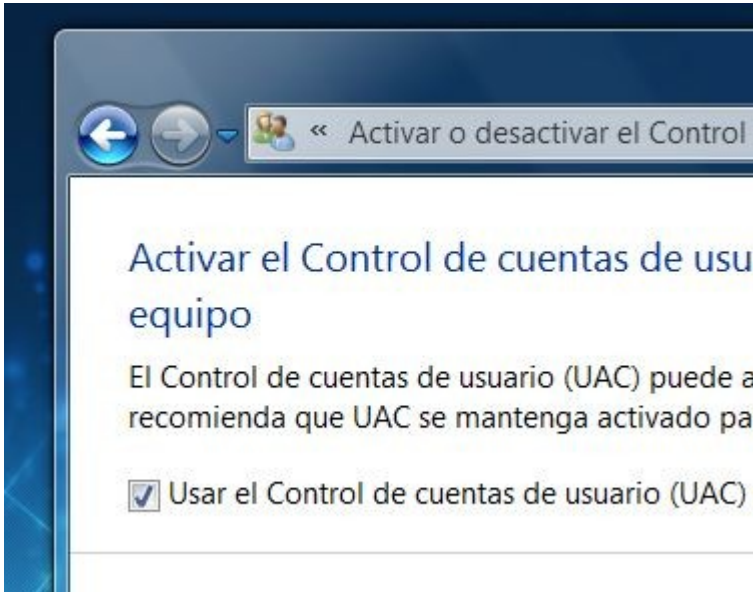 « Activar o desactivar el Control
Activar el Control de cuentas de usu
equipo
El Control de cuentas de usuario (UAC) puede a
recomienda que UAC se mantenga activado pa
Usar el Control de cuentas de usuario (UAC)